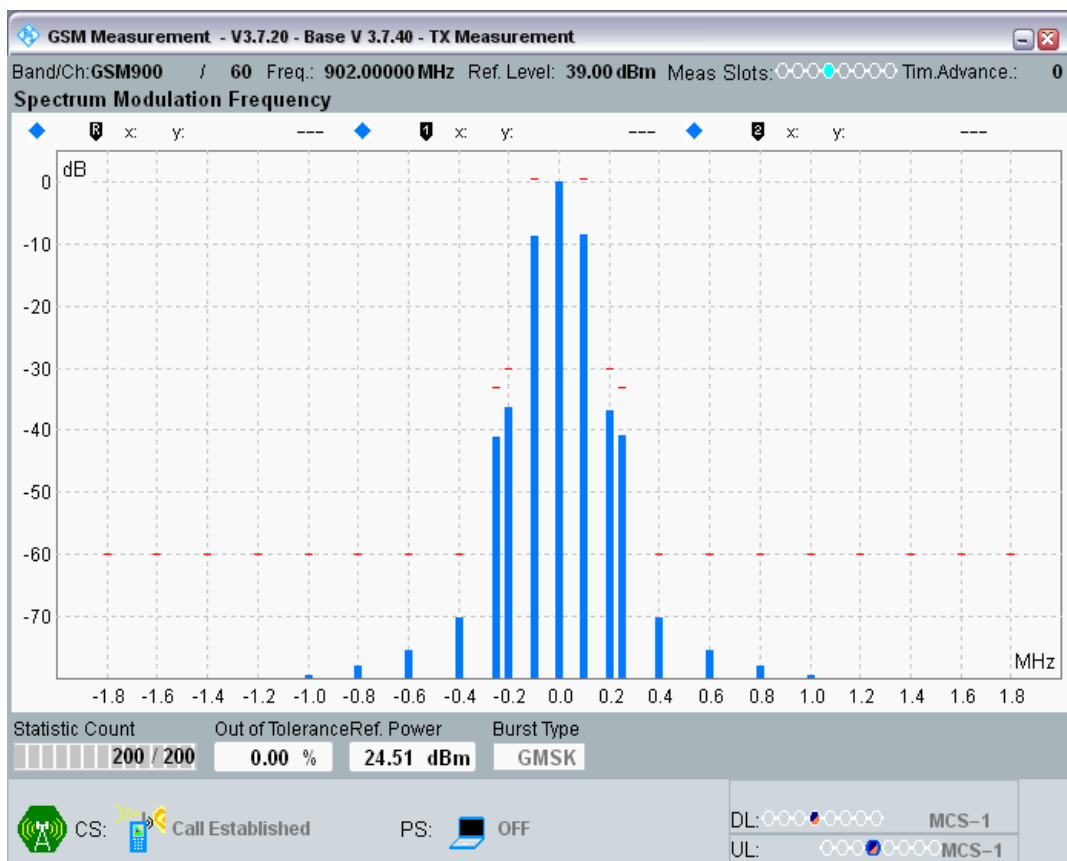 GSM Measurement - V3.7.20 - Base V 3.7.40 - TX Measurement
Band/Ch:GSM900 / 60 Freq.: 902.00000 MHz Ref. Level: 39.00 dBm Meas Slots: Tim.Advance.: 0
Spectrum Modulation Frequency
R x: y: --- 1 x: y: --- 2 x: y: ---
dB
0
-10
-20
-30
-40
-50
-60
-70
MHz
-1.8 -1.6 -1.4 -1.2 -1.0 -0.8 -0.6 -0.4 -0.2 0.0 0.2 0.4 0.6 0.8 1.0 1.2 1.4 1.6 1.8
Statistic Count Out of Tolerance Ref. Power Burst Type
200 / 200 0.00 % 24.51 dBm GMSK
CS: Call Established PS: OFF
DL: MCS-1
UL: MCS-1